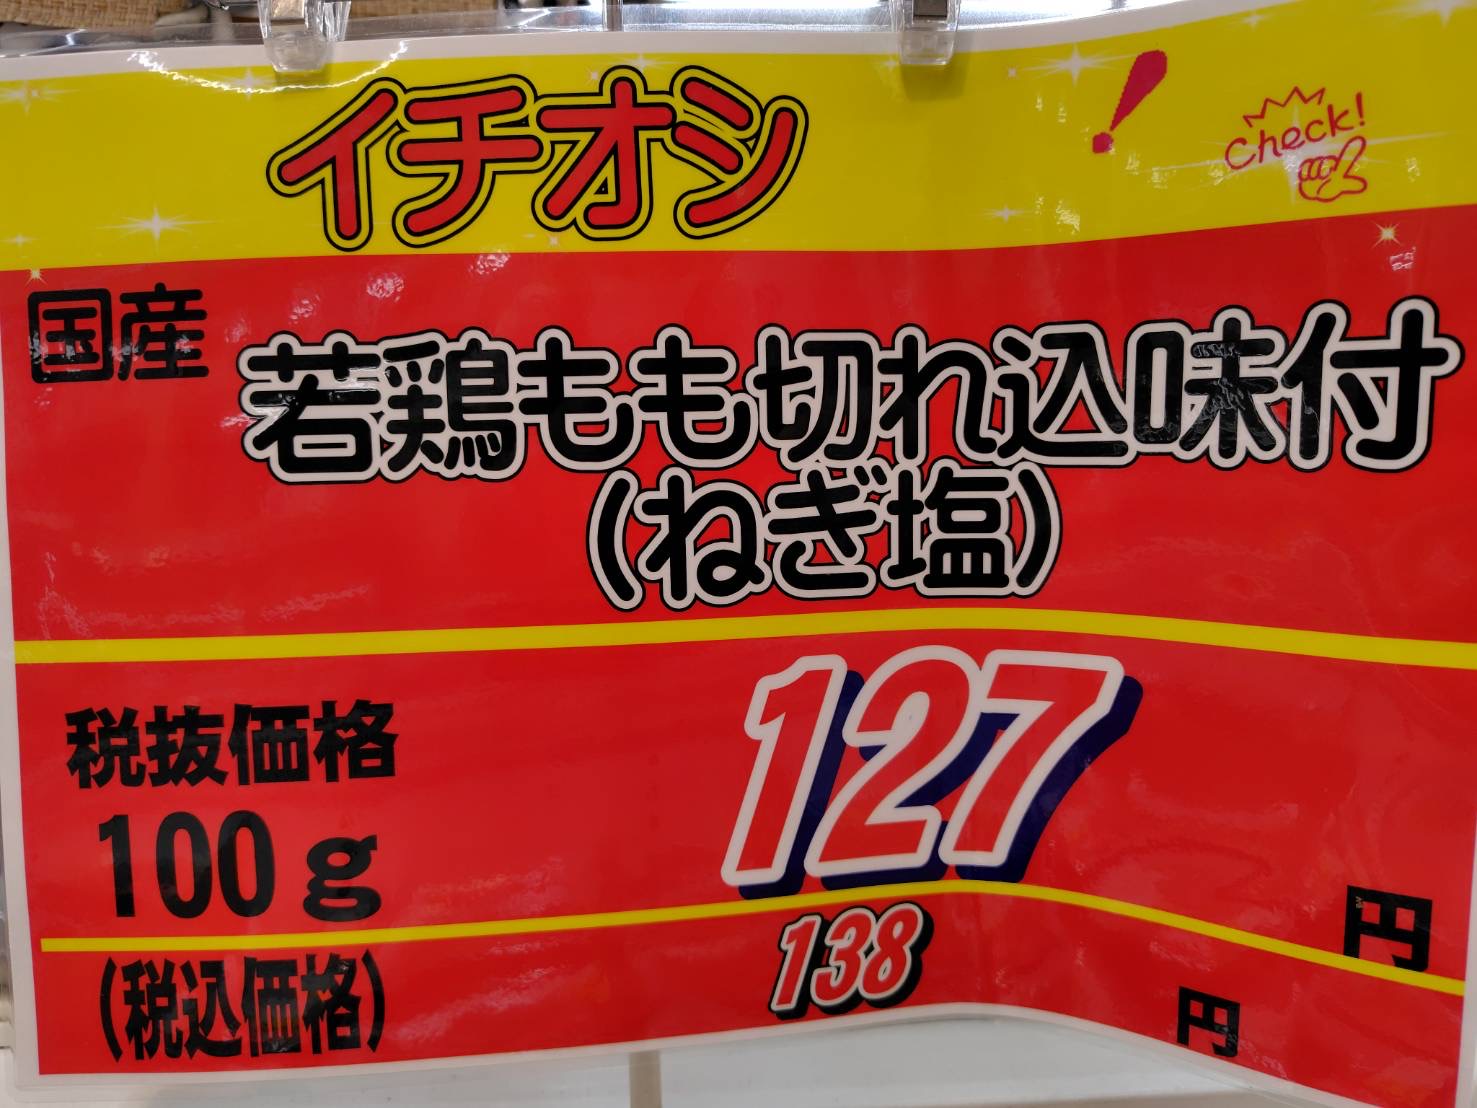 イチオシ！
Check!
国産
若鶏もも切れ込味付
(ねぎ塩)
税抜価格
100g
127
円
(税込価格)
138
円